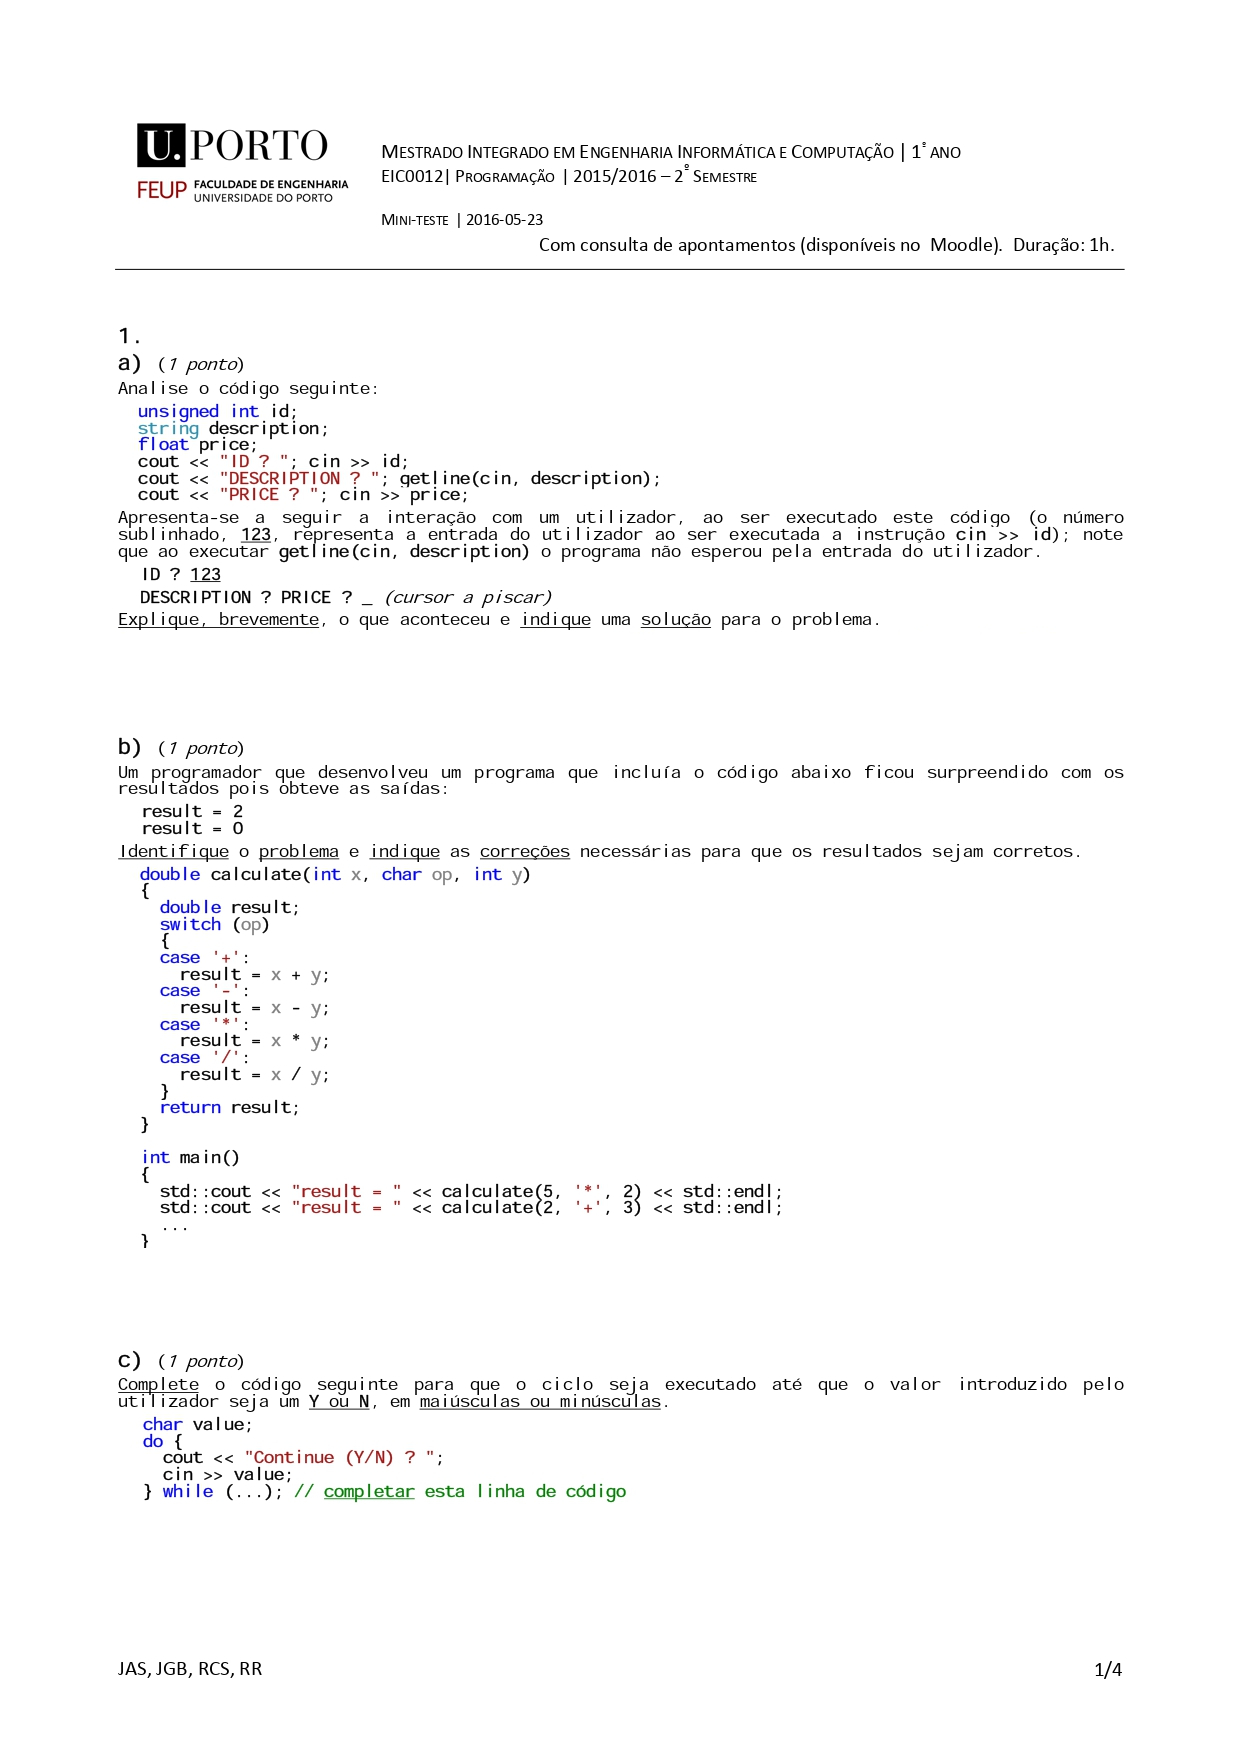 U.PORTO
FEUP FACULDADE DE ENGENHARIA
UNIVERSIDADE DO PORTO
MESTRADO INTEGRADO EM ENGENHARIA INFORMÁTICA E COMPUTAÇÃO | 1º ANO
EIC0012| PROGRAMAÇÃO | 2015/2016 – 2º SEMESTRE
MINI-TESTE | 2016-05-23
Com consulta de apontamentos (disponíveis no Moodle). Duração: 1h.
1.
a) (1 ponto)
Analise o código seguinte:
unsigned int id;
string description;
float price;
cout << "ID ? "; cin >> id;
cout << "DESCRIPTION ? "; getline(cin, description);
cout << "PRICE ? "; cin >> price;
Apresenta-se a seguir a interação com um utilizador, ao ser executado este código (o número
sublinhado, 123, representa a entrada do utilizador ao ser executada a instrução cin >> id); note
que ao executar getline(cin, description) o programa não esperou pela entrada do utilizador.
ID ? 123
DESCRIPTION ? PRICE ? _ (cursor a piscar)
Explique, brevemente, o que aconteceu e indique uma solução para o problema.
b) (1 ponto)
Um programador que desenvolveu um programa que incluía o código abaixo ficou surpreendido com os
resultados pois obteve as saídas:
result = 2
result = 0
Identifique o problema e indique as correções necessárias para que os resultados sejam corretos.
double calculate(int x, char op, int y)
{
double result;
switch (op)
{
case '+':
result = x + y;
case '-':
result = x - y;
case '*':
result = x * y;
case '/':
result = x / y;
}
return result;
}
int main()
{
std::cout << "result = " << calculate(5, '*', 2) << std::endl;
std::cout << "result = " << calculate(2, '+', 3) << std::endl;
...
}
c) (1 ponto)
Complete o código seguinte para que o ciclo seja executado até que o valor introduzido pelo
utilizador seja um Y ou N, em maiúsculas ou minúsculas.
char value;
do {
cout << "Continue (Y/N) ? ";
cin >> value;
} while (...); // completar esta linha de código
JAS, JGB, RCS, RR
1/4